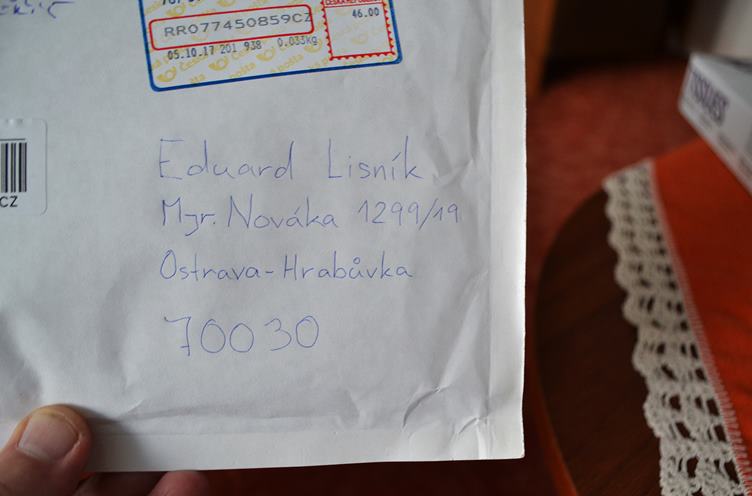 RR077450859CZ
46.00
05.10.17 201 938 0.033kg
Eduard Lisník
Mgr. Nováka 1299/19
Ostrava-Hrabůvka
70030
CZ
TISSUES